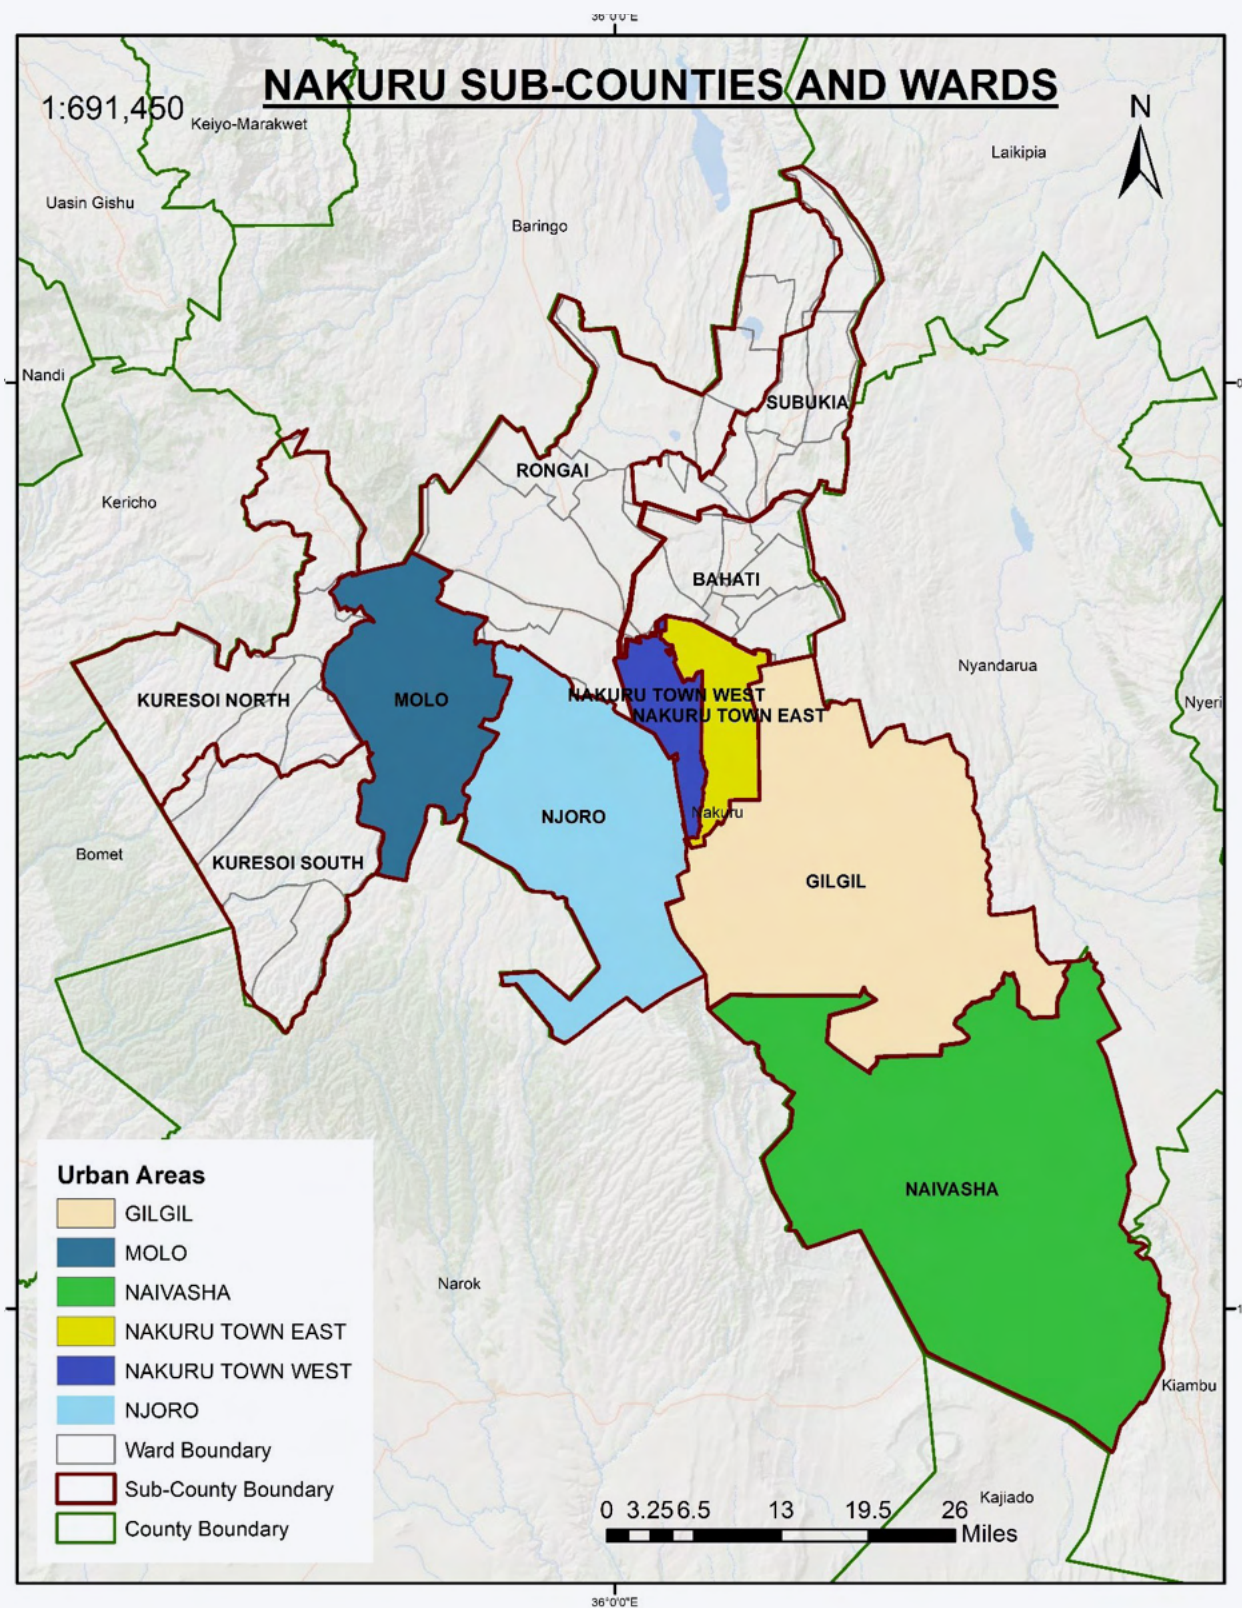 36°0'0"E
NAKURU SUB-COUNTIES AND WARDS
1:691,450
Keiyo-Marakwet
N
Laikipia
Uasin Gishu
Baringo
Nandi
0
SUBUKIA
RONGAI
Kericho
BAHATI
Nyandarua
KURESOI NORTH
MOLO
NAKURU TOWN WEST
Nyeri
NAKURU TOWN EAST
Nakuru
NJORO
Bomet
KURESOI SOUTH
GILGIL
Urban Areas
GILGIL
MOLO
NAIVASHA
NAKURU TOWN EAST
NAKURU TOWN WEST
NJORO
Ward Boundary
Sub-County Boundary
County Boundary
NAIVASHA
Narok
1
Kiambu
Kajiado
0 3.25 6.5 13 19.5 26
Miles
36°0'0"E